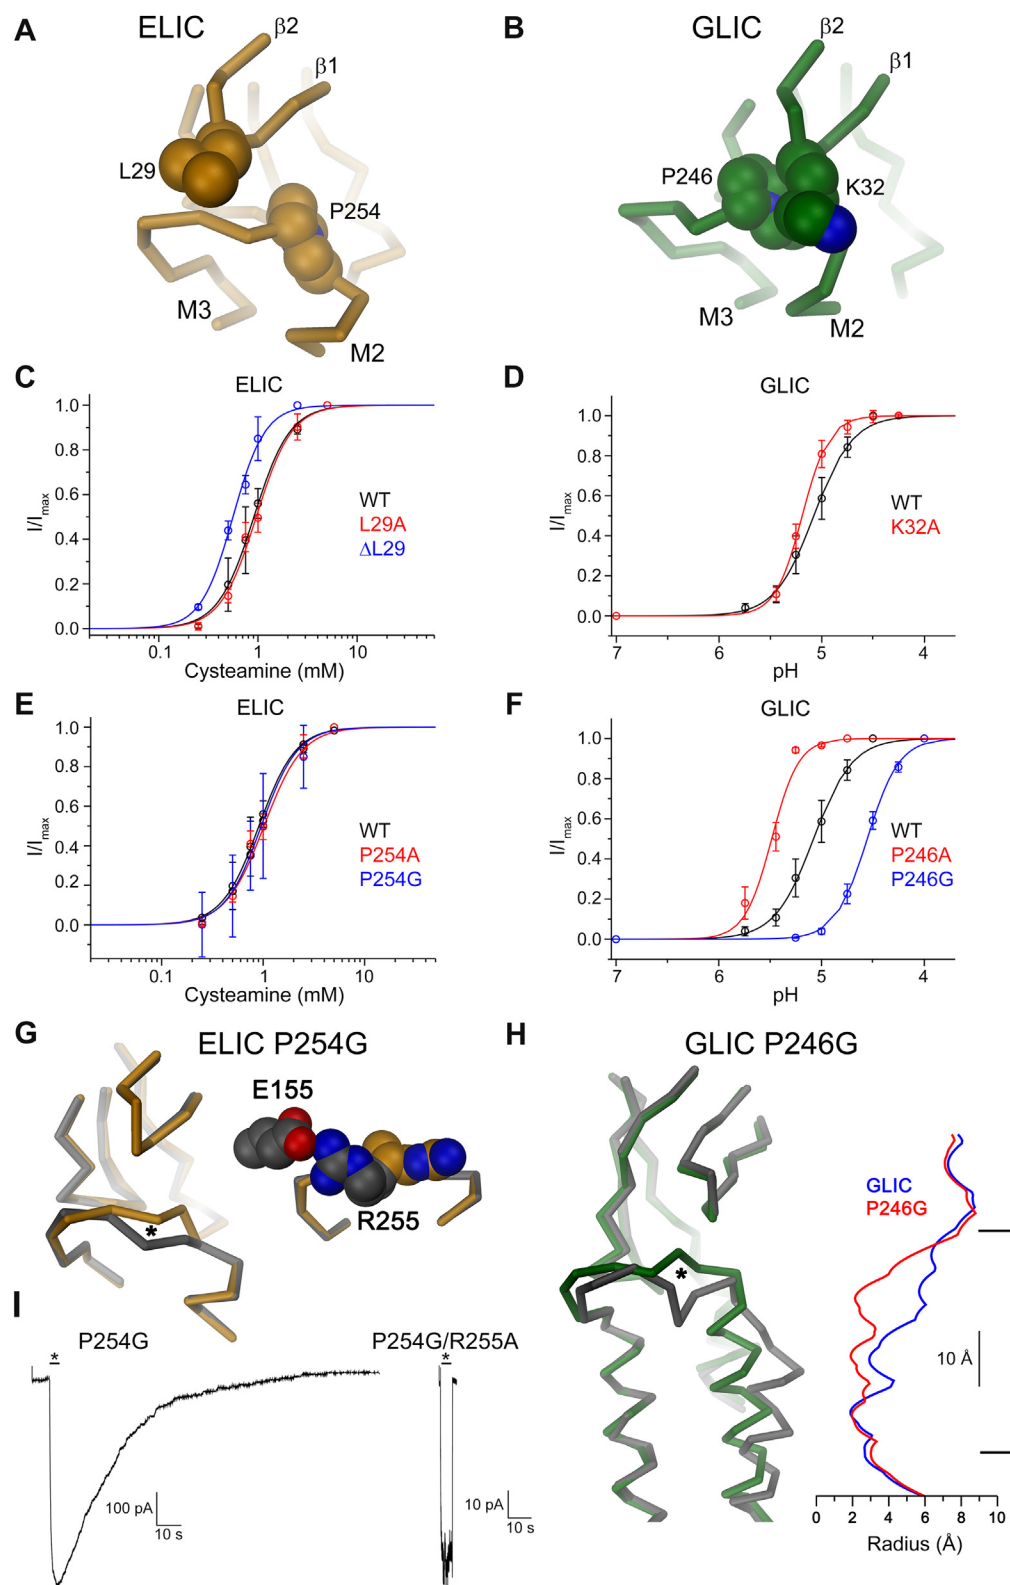 A
ELIC
β2
β1
L29
P254
M3
M2
B
GLIC
β2
β1
P246
K32
M3
M2
C
ELIC
1.0
0.8
0.6
0.4
0.2
0.0
I/Imax
WT
L29A
ΔL29
0.1 1 10
Cysteamine (mM)
D
GLIC
1.0
0.8
0.6
0.4
0.2
0.0
I/Imax
WT
K32A
7 6 5 4
pH
E
ELIC
1.0
0.8
0.6
0.4
0.2
0.0
I/Imax
WT
P254A
P254G
0.1 1 10
Cysteamine (mM)
F
GLIC
1.0
0.8
0.6
0.4
0.2
0.0
I/Imax
WT
P246A
P246G
7 6 5 4
pH
G
ELIC P254G
E155
R255
*
H
GLIC P246G
*
GLIC
P246G
10 Å
0 2 4 6 8 10
Radius (Å)
I
P254G
*
100 pA
10 s
P254G/R255A
*
10 pA
10 s